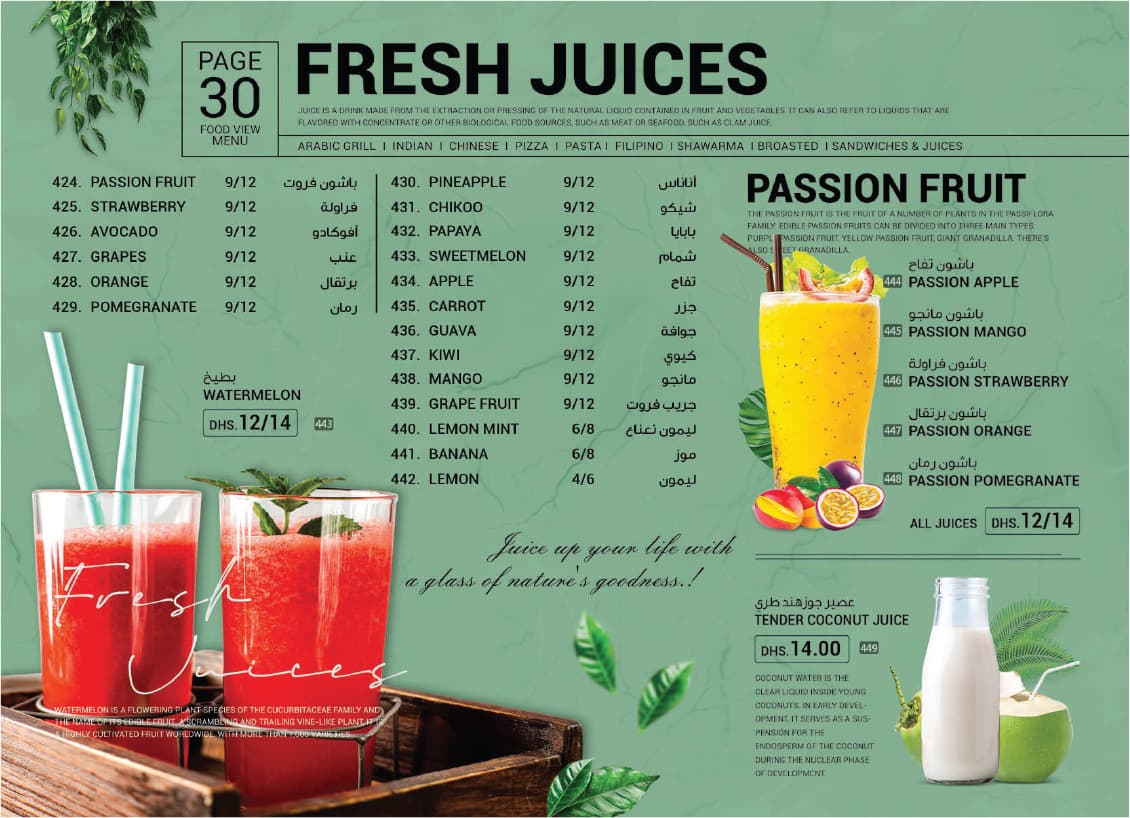 PAGE
30
FOOD VIEW
MENU
FRESH JUICES
JUICE IS A DRINK MADE FROM THE EXTRACTION OR PRESSING OF THE NATURAL LIQUID CONTAINED IN FRUIT AND VEGETABLES. IT CAN ALSO REFER TO LIQUIDS THAT ARE
FLAVORED WITH CONCENTRATE OR OTHER BIOLOGICAL FOOD SOURCES, SUCH AS MEAT OR SEAFOOD, SUCH AS CLAM JUICE.
ARABIC GRILL I INDIAN I CHINESE I PIZZA I PASTA I FILIPINO I SHAWARMA I BROASTED I SANDWICHES & JUICES
424. PASSION FRUIT 9/12 باشون فروت
425. STRAWBERRY 9/12 فراولة
426. AVOCADO 9/12 أفوكادو
427. GRAPES 9/12 عنب
428. ORANGE 9/12 برتقال
429. POMEGRANATE 9/12 رمان
430. PINEAPPLE 9/12 أناناس
431. CHIKOO 9/12 شيكو
432. PAPAYA 9/12 بابايا
433. SWEETMELON 9/12 شمام
434. APPLE 9/12 تفاح
435. CARROT 9/12 جزر
436. GUAVA 9/12 جوافة
437. KIWI 9/12 كيوي
438. MANGO 9/12 مانجو
439. GRAPE FRUIT 9/12 جريب فروت
440. LEMON MINT 6/8 ليمون نعناع
441. BANANA 6/8 موز
442. LEMON 4/6 ليمون
بطيخ
WATERMELON
DHS.12/14 443
Juice up your life with
a glass of nature's goodness.!
Fresh
Juices
WATERMELON IS A FLOWERING PLANT SPECIES OF THE CUCURBITACEAE FAMILY AND
THE NAME OF ITS EDIBLE FRUIT. A SCRAMBLING AND TRAILING VINE-LIKE PLANT, IT IS
A HIGHLY CULTIVATED FRUIT WORLDWIDE, WITH MORE THAN 1,000 VARIETIES.
PASSION FRUIT
THE PASSION FRUIT IS THE FRUIT OF A NUMBER OF PLANTS IN THE PASSIFLORA
FAMILY. EDIBLE PASSION FRUITS CAN BE DIVIDED INTO THREE MAIN TYPES
PURPL PASSION FRUIT, YELLOW PASSION FRUIT, GIANT GRANADILLA. THERE'S
ALSO S EET GRANADILLA.
باشون تفاح
444 PASSION APPLE
باشون مانجو
445 PASSION MANGO
باشون فراولة
446 PASSION STRAWBERRY
باشون برتقال
447 PASSION ORANGE
باشون رمان
448 PASSION POMEGRANATE
ALL JUICES DHS.12/14
عصير جوزهند طري
TENDER COCONUT JUICE
DHS.14.00 449
COCONUT WATER IS THE
CLEAR LIQUID INSIDE YOUNG
COCONUTS. IN EARLY DEVEL-
OPMENT, IT SERVES AS A SUS-
PENSION FOR THE
ENDOSPERM OF THE COCONUT
DURING THE NUCLEAR PHASE
OF DEVELOPMENT.